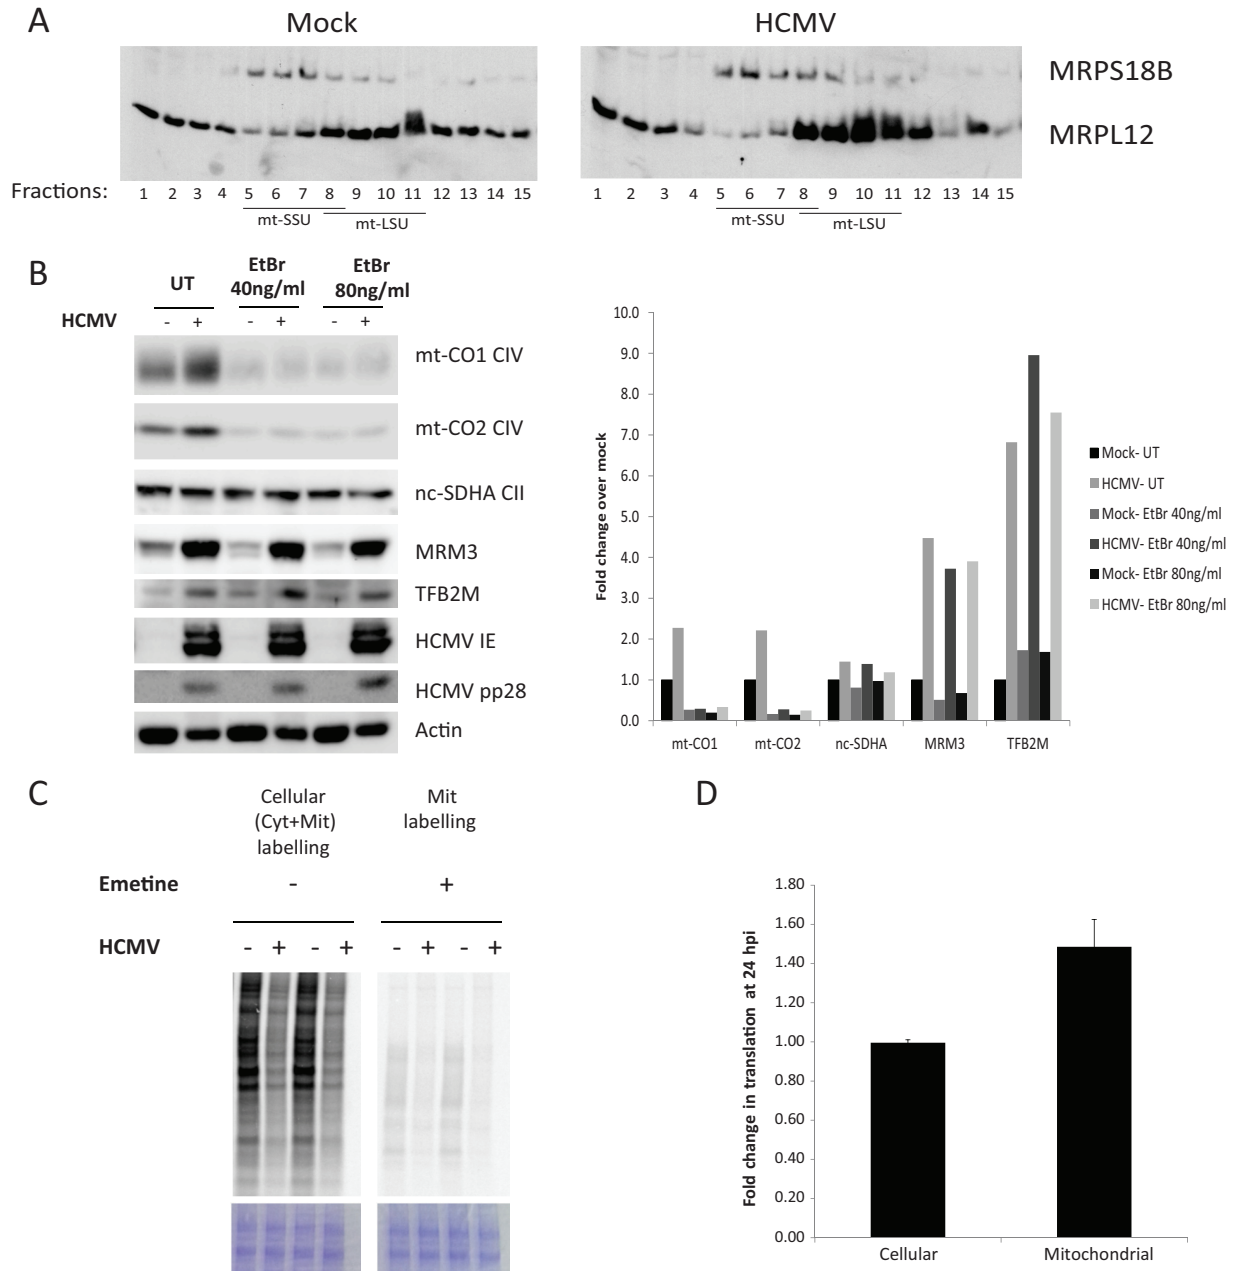 A
Mock
HCMV
MRPS18B
MRPL12
Fractions: 1 2 3 4 5 6 7 8 9 10 11 12 13 14 15
1 2 3 4 5 6 7 8 9 10 11 12 13 14 15
mt-SSU mt-LSU
mt-SSU mt-LSU
B
UT
EtBr
40ng/ml
EtBr
80ng/ml
HCMV - + - + - +
mt-CO1 CIV
mt-CO2 CIV
nc-SDHA CII
MRM3
TFB2M
HCMV IE
HCMV pp28
Actin
Fold change over mock
10.0
9.0
8.0
7.0
6.0
5.0
4.0
3.0
2.0
1.0
0.0
mt-CO1 mt-CO2 nc-SDHA MRM3 TFB2M
Mock- UT
HCMV- UT
Mock- EtBr 40ng/ml
HCMV- EtBr 40ng/ml
Mock- EtBr 80ng/ml
HCMV- EtBr 80ng/ml
C
Cellular
(Cyt+Mit)
labelling
Mit
labelling
Emetine - +
HCMV - + - + - + - +
D
Fold change in translation at 24 hpi
1.80
1.60
1.40
1.20
1.00
0.80
0.60
0.40
0.20
0.00
Cellular Mitochondrial